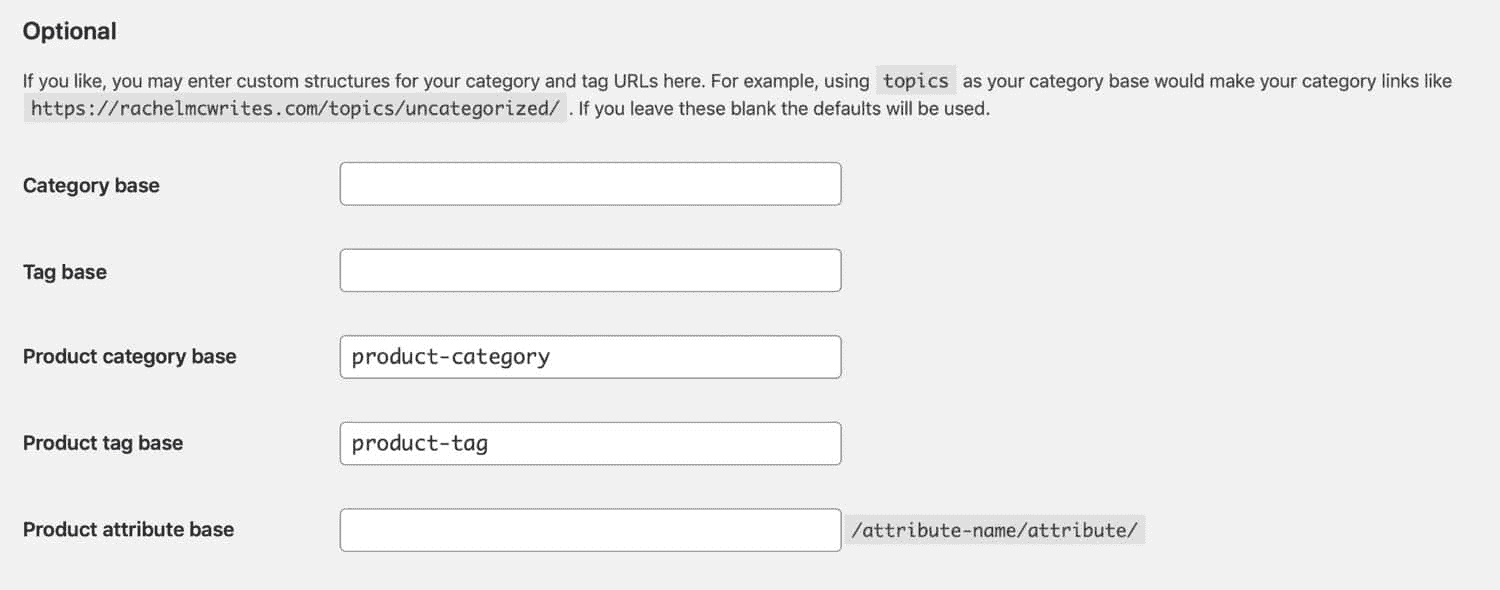 Optional
If you like, you may enter custom structures for your category and tag URLs here. For example, using topics as your category base would make your category links like
https://rachelmcwrites.com/topics/uncategorized/ . If you leave these blank the defaults will be used.
Category base
Tag base
Product category base product-category
Product tag base product-tag
Product attribute base /attribute-name/attribute/